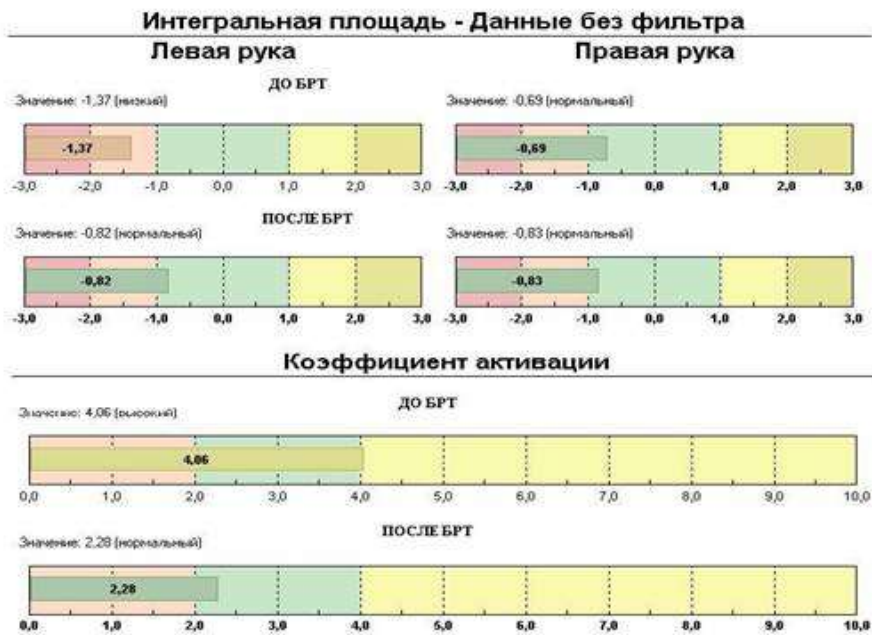 Интегральная площадь - Данные без фильтра
Левая рука Правая рука
ДО БРТ
Значение: -1,37 (низкий) Значение: -0,69 (нормальный)
-1,37 -0,69
-3,0 -2,0 -1,0 0,0 1,0 2,0 3,0 -3,0 -2,0 -1,0 0,0 1,0 2,0 3,0
ПОСЛЕ БРТ
Значение: -0,82 (нормальный) Значение: -0,83 (нормальный)
-0,82 -0,83
-3,0 -2,0 -1,0 0,0 1,0 2,0 3,0 -3,0 -2,0 -1,0 0,0 1,0 2,0 3,0
Коэффициент активации
ДО БРТ
Значение: 4,06 (высокий)
4,06
0,0 1,0 2,0 3,0 4,0 5,0 6,0 7,0 8,0 9,0 10,0
ПОСЛЕ БРТ
Значение: 2,28 (нормальный)
2,28
0,0 1,0 2,0 3,0 4,0 5,0 6,0 7,0 8,0 9,0 10,0